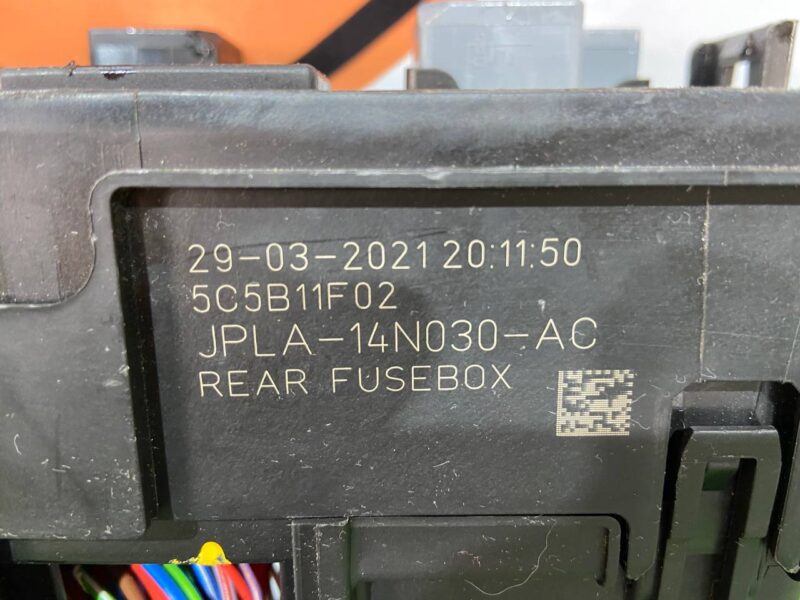 29-03-2021 20:11:50
5C5B11F02
JPLA-14N030-AC
REAR FUSEBOX